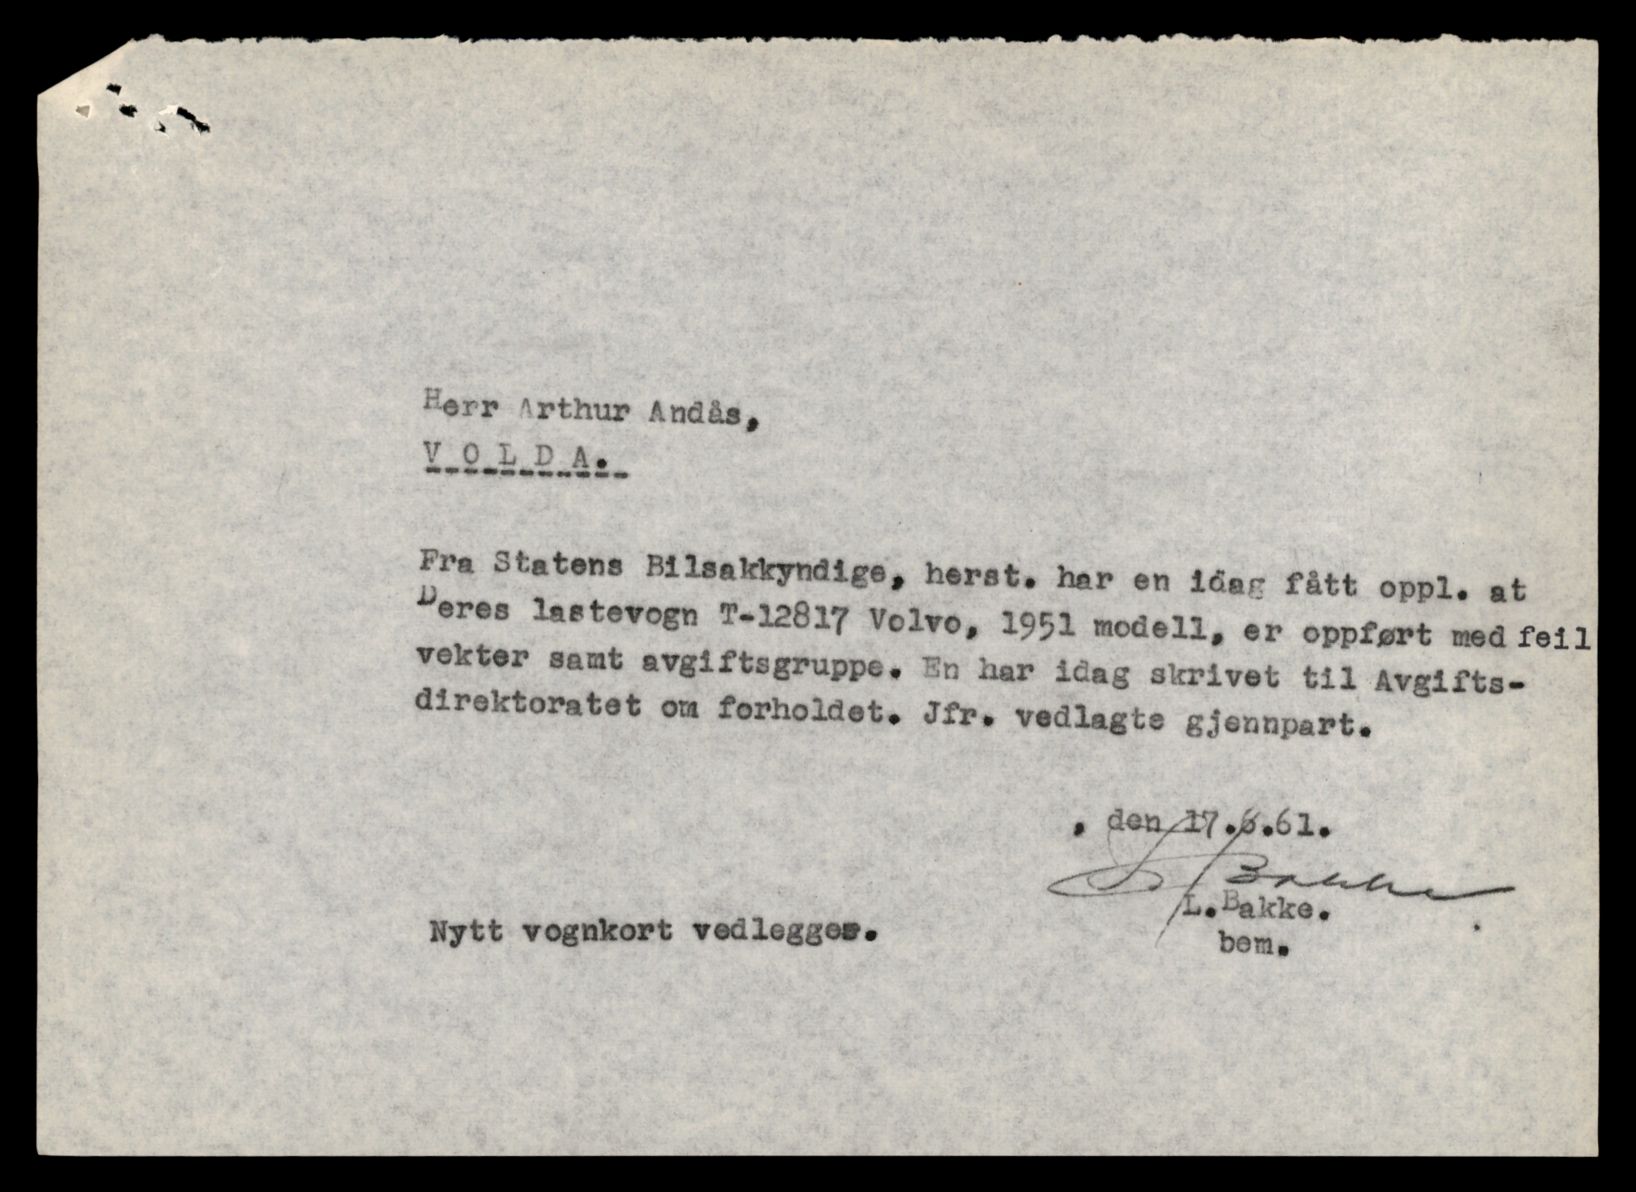 Herr Arthur Andås,
V O L D A.
Fra Statens Bilsakkyndige, herst. har en idag fått oppl. at
Deres lastevogn T-12817 Volvo, 1951 modell, er oppført med feil
vekter samt avgiftsgruppe. En har idag skrivet til Avgifts-
direktoratet om forholdet. Jfr. vedlagte gjennpart.
, den 17.6.61.
L Bakke
L.Bakke.
bem.
Nytt vognkort vedlegges.